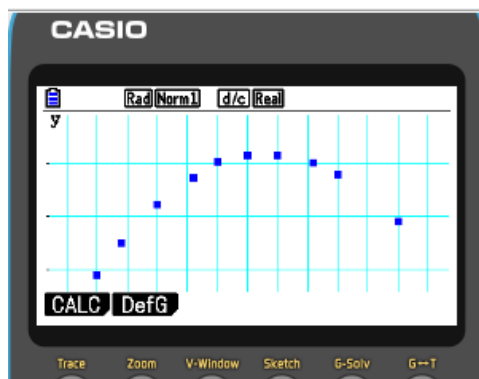 CASIO
Rad Norm1 d/c Real
y
CALC DefG
Trace Zoom V-Window Sketch G-Solv G↔T